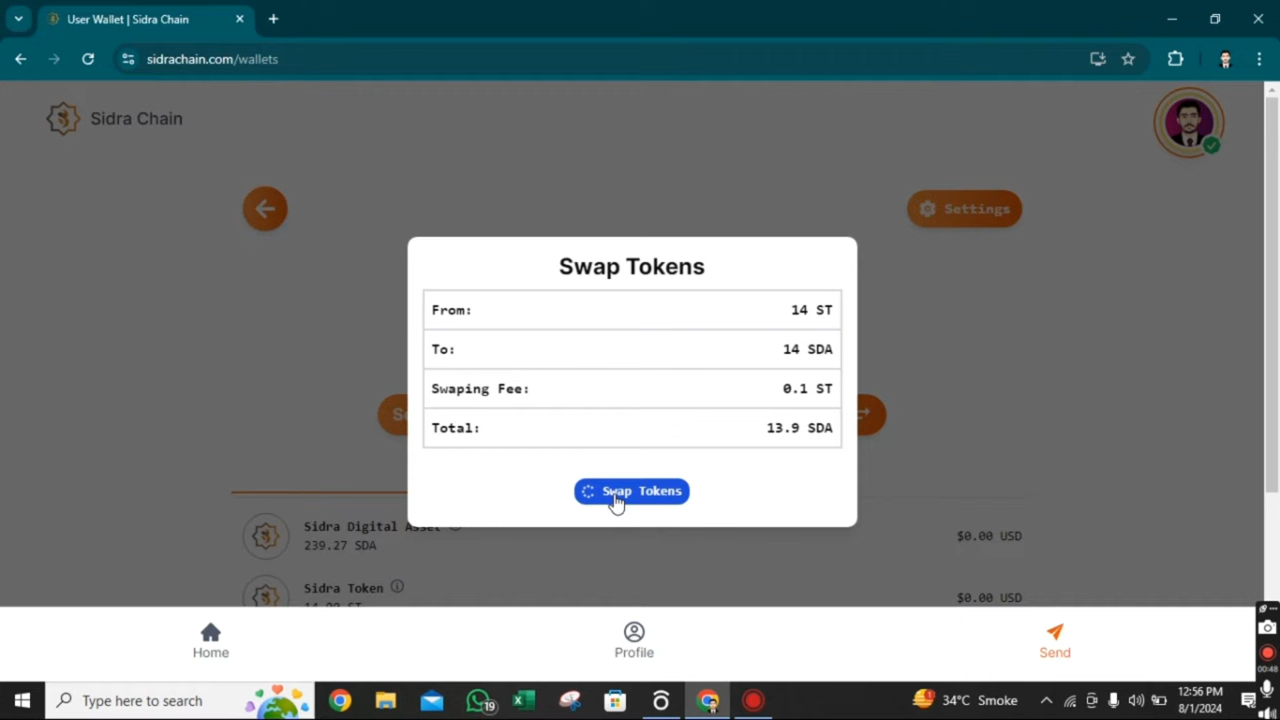 User Wallet | Sidra Chain
sidrachain.com/wallets
Sidra Chain
Settings
Swap Tokens
From: 14 ST
To: 14 SDA
Swaping Fee: 0.1 ST
Total: 13.9 SDA
Swap Tokens
Sidra Digital Asset
239.27 SDA
$0.00 USD
Sidra Token
$0.00 USD
Home
Profile
Send
00:48
Type here to search
19
34°C Smoke
12:56 PM
8/1/2024